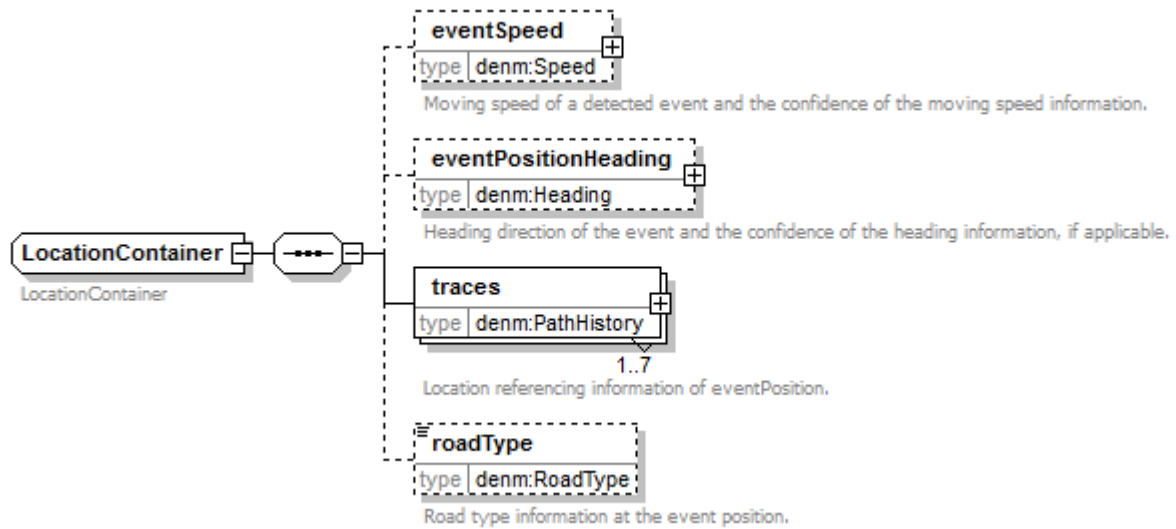 eventSpeed
type denm:Speed
Moving speed of a detected event and the confidence of the moving speed information.
eventPositionHeading
type denm:Heading
Heading direction of the event and the confidence of the heading information, if applicable.
LocationContainer
LocationContainer
traces
type denm:PathHistory
1..7
Location referencing information of eventPosition.
roadType
type denm:RoadType
Road type information at the event position.